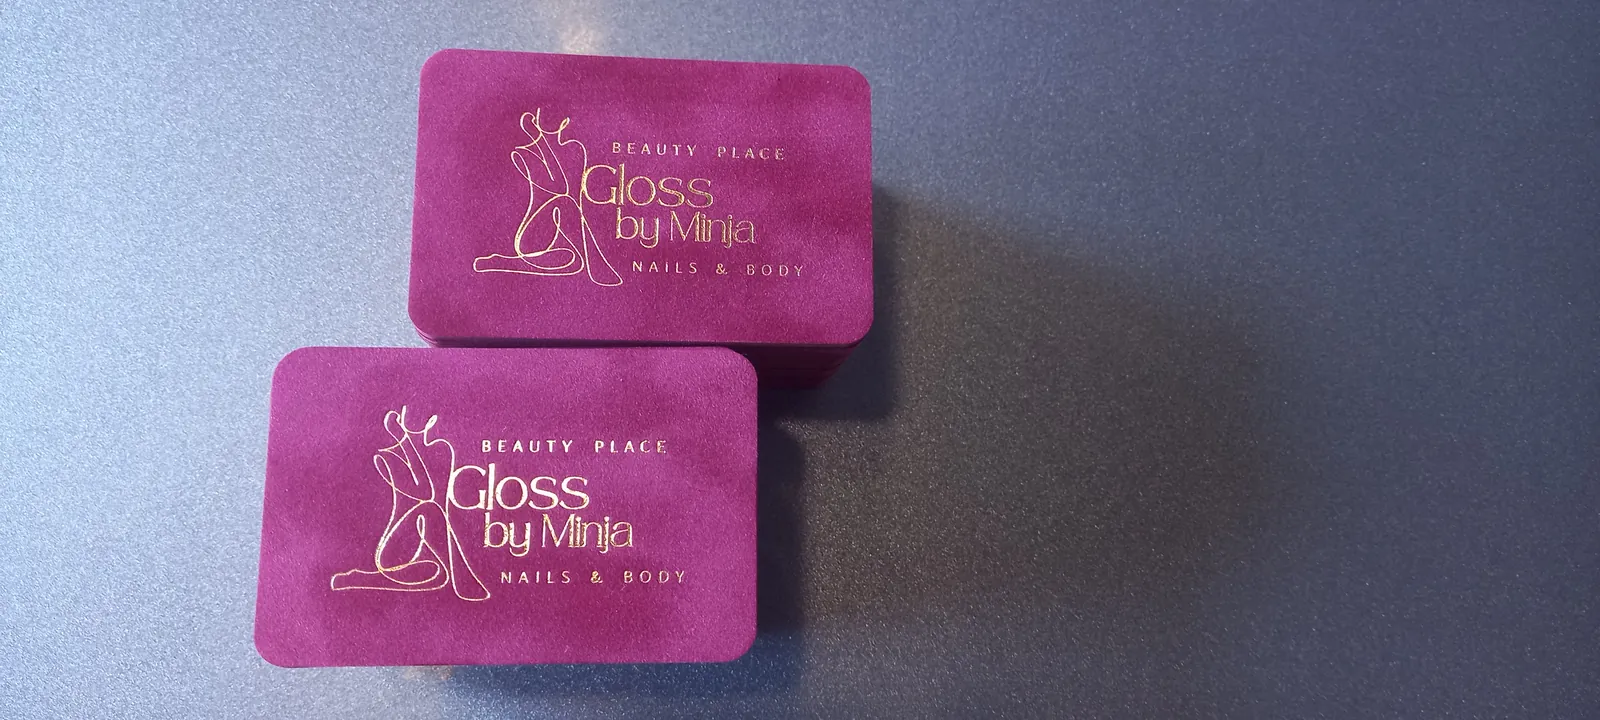 BEAUTY PLACE
Gloss
by Minja
NAILS & BODY
BEAUTY PLACE
Gloss
by Minja
NAILS & BODY